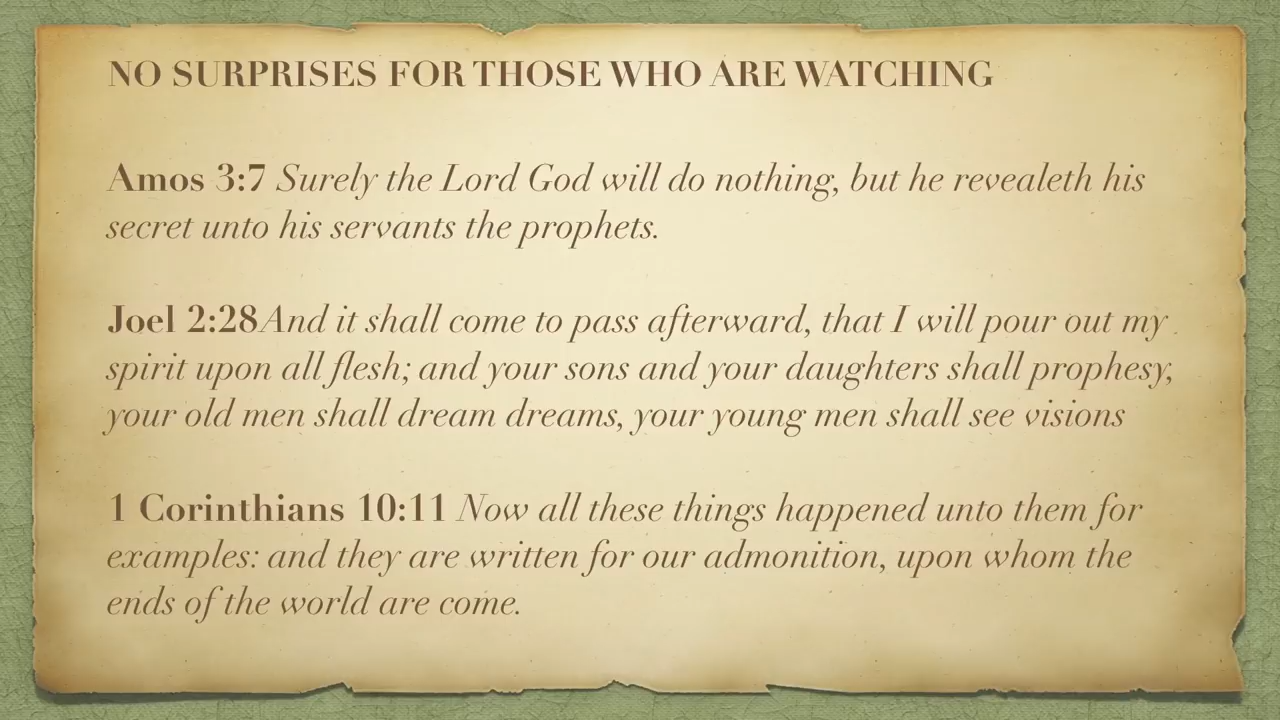 NO SURPRISES FOR THOSE WHO ARE WATCHING
Amos 3:7 Surely the Lord God will do nothing, but he revealeth his
secret unto his servants the prophets.
Joel 2:28And it shall come to pass afterward, that I will pour out my
spirit upon all flesh; and your sons and your daughters shall prophesy,
your old men shall dream dreams, your young men shall see visions
1 Corinthians 10:11 Now all these things happened unto them for
examples: and they are written for our admonition, upon whom the
ends of the world are come.